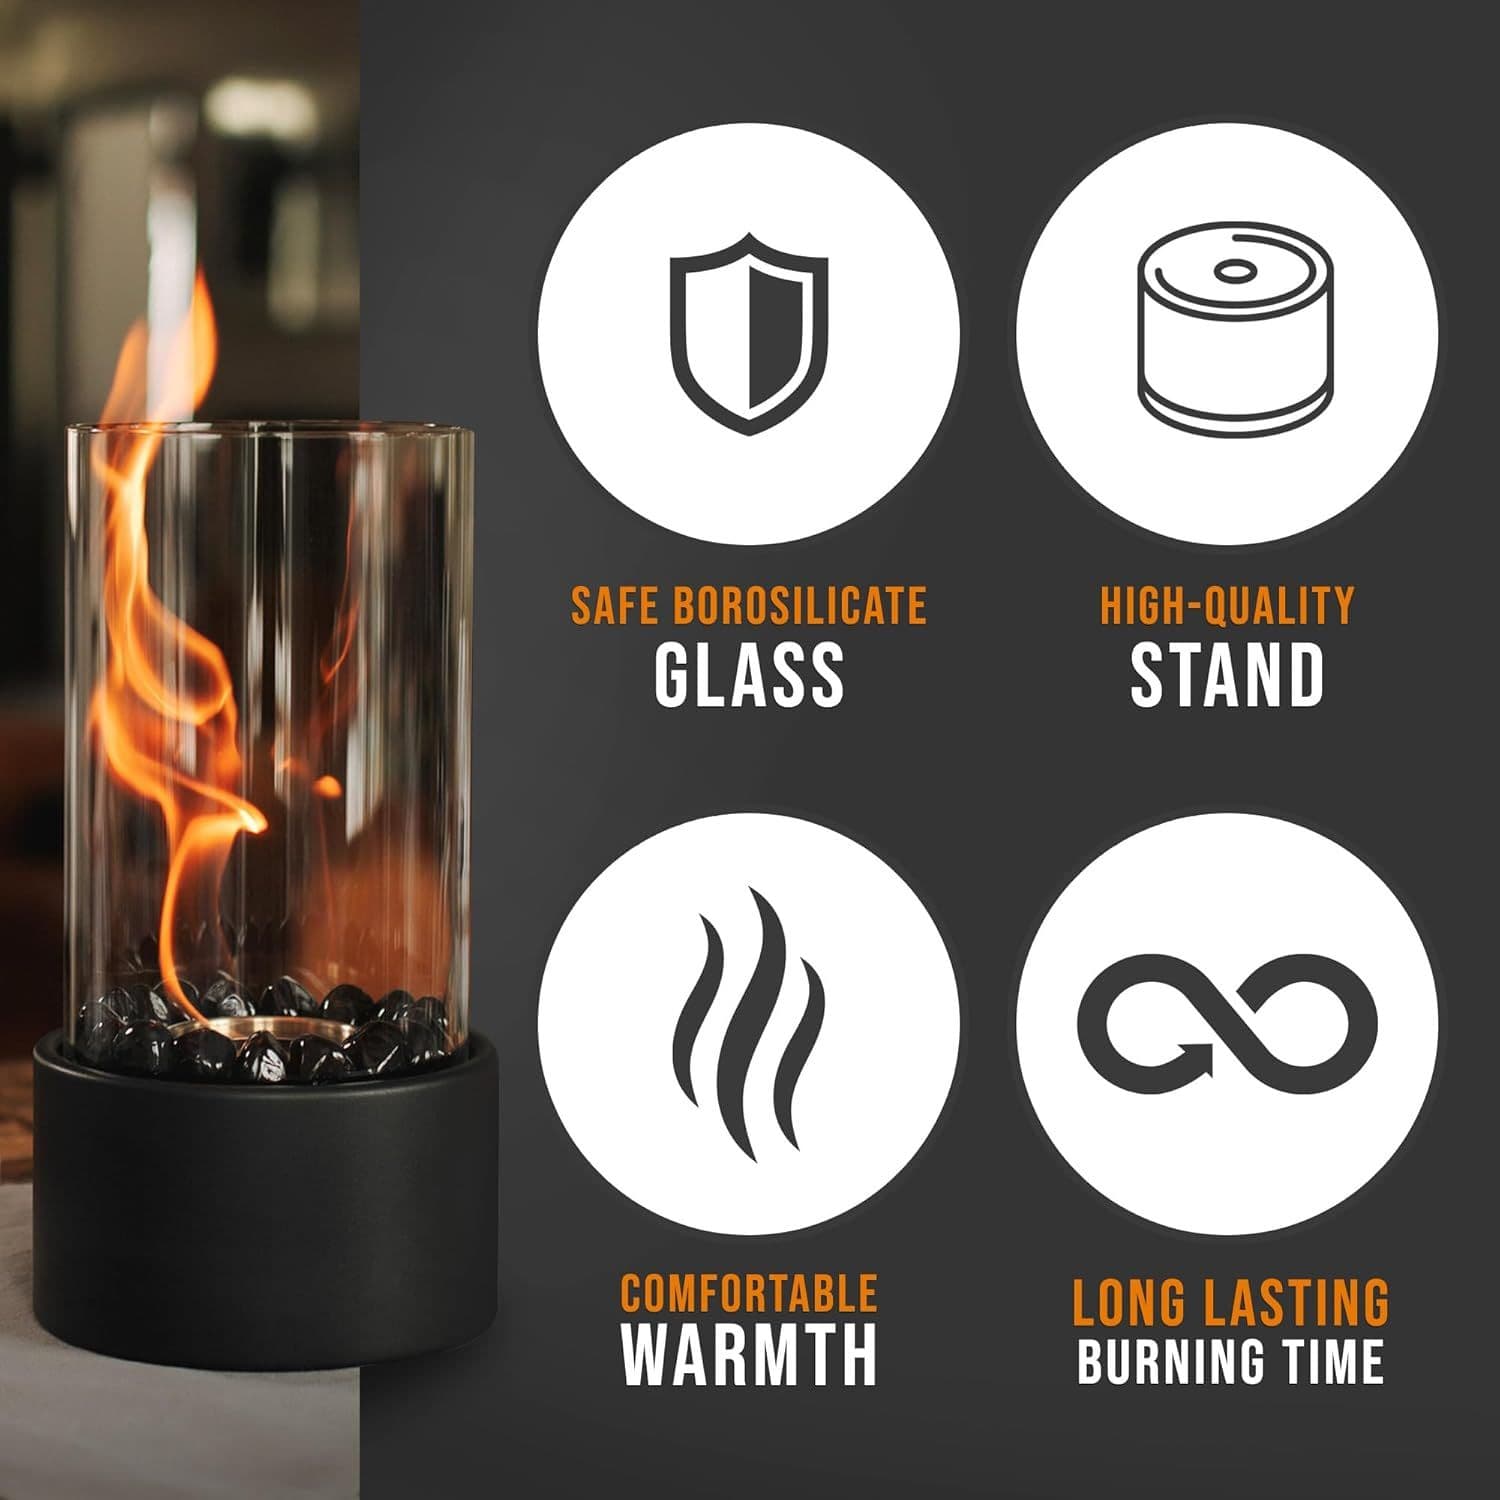 SAFE BOROSILICATE
GLASS
HIGH-QUALITY
STAND
COMFORTABLE
WARMTH
LONG LASTING
BURNING TIME